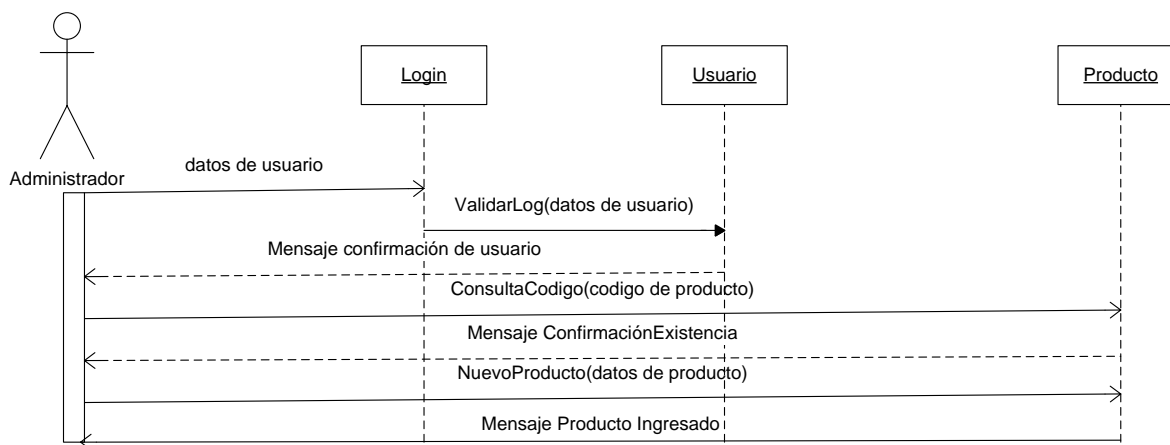 Login
Usuario
Producto
Administrador
datos de usuario
ValidarLog(datos de usuario)
Mensaje confirmación de usuario
ConsultaCodigo(codigo de producto)
Mensaje ConfirmaciónExistencia
NuevoProducto(datos de producto)
Mensaje Producto Ingresado